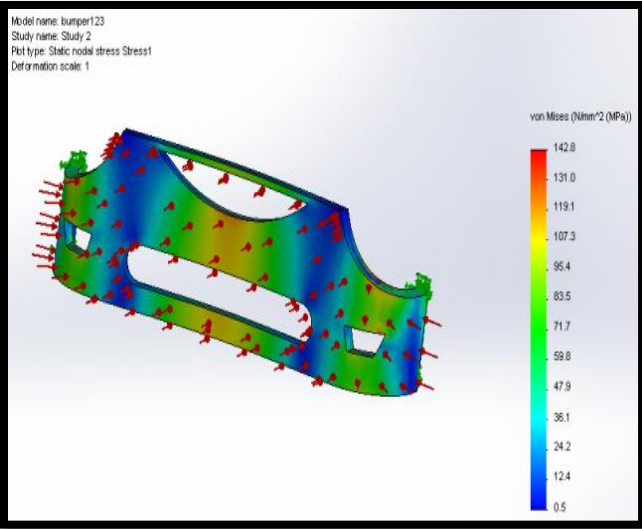 Model name: bumper123
Study name: Study 2
Plot type: Static nodal stress Stress1
Deformation scale: 1
von Mises (N/mm^2 (MPa))
142.8
131.0
119.1
107.3
95.4
83.5
71.7
59.8
47.9
36.1
24.2
12.4
0.5